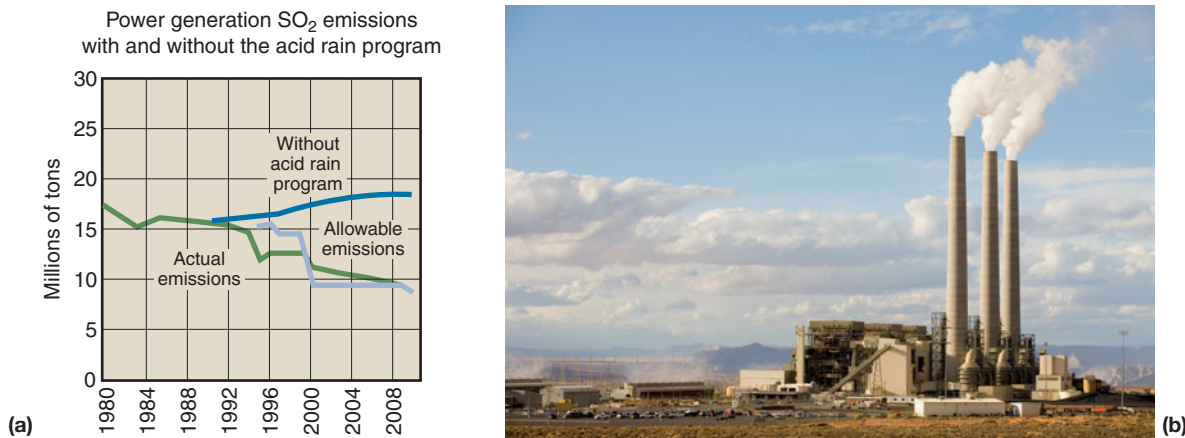 Power generation SO₂ emissions
with and without the acid rain program
30
25
20
15
10
5
0
Millions of tons
Without
acid rain
program
Allowable
emissions
Actual
emissions
1980
1984
1988
1992
1996
2000
2004
2008
(a)
(b)